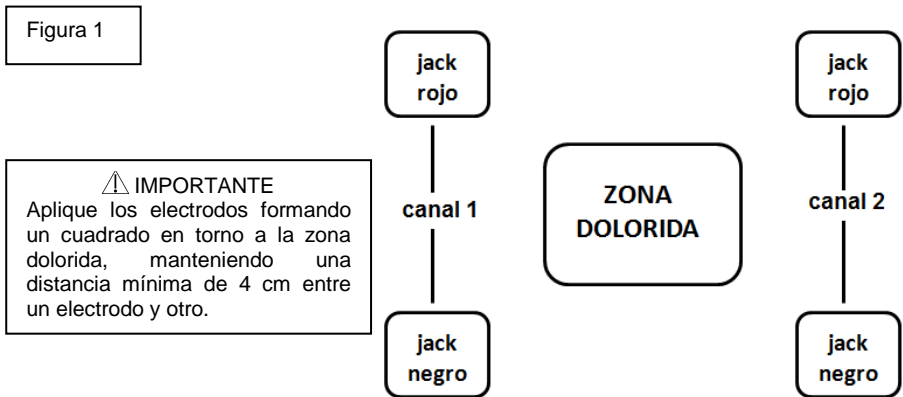 Figura 1
⚠ IMPORTANTE
Aplique los electrodos formando
un cuadrado en torno a la zona
dolorida, manteniendo una
distancia mínima de 4 cm entre
un electrodo y otro.
jack
rojo
canal 1
jack
negro
ZONA
DOLORIDA
jack
rojo
canal 2
jack
negro